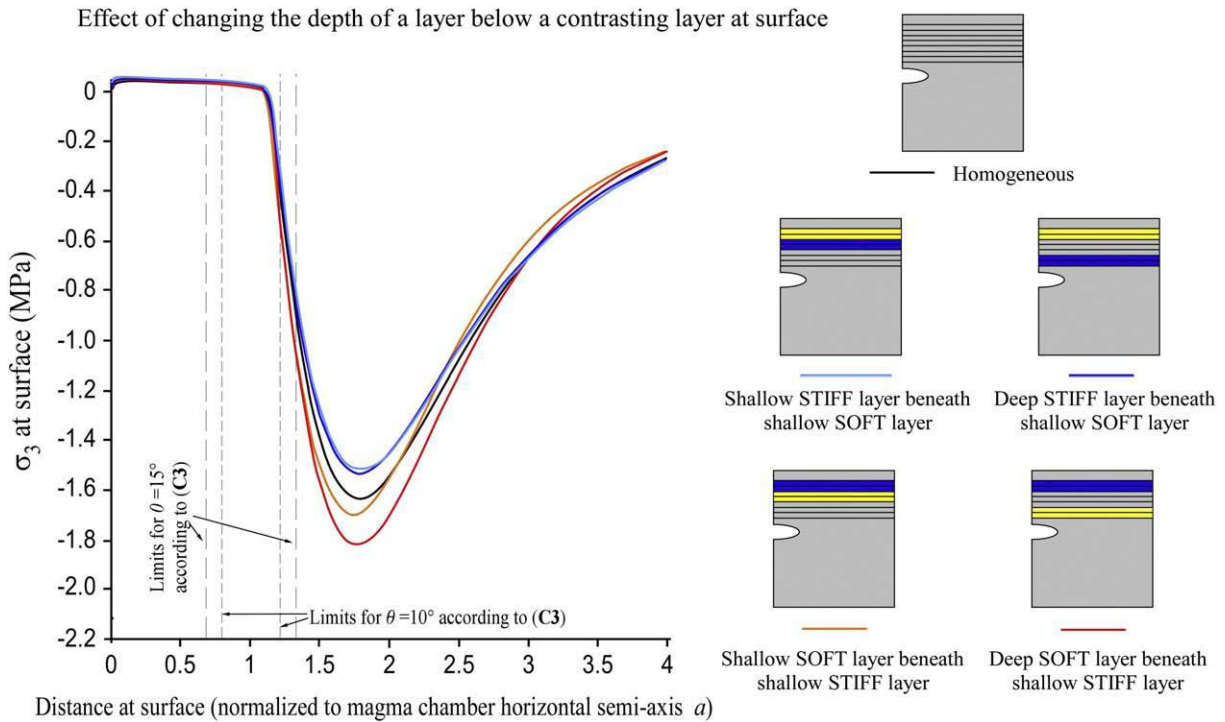 Effect of changing the depth of a layer below a contrasting layer at surface
σ3 at surface (MPa)
0
-0.2
-0.4
-0.6
-0.8
-1.0
-1.2
-1.4
-1.6
-1.8
-2.0
-2.2
0
0.5
1
1.5
2
2.5
3
3.5
4
Limits for θ =15°
according to (C3)
Limits for θ =10° according to (C3)
Distance at surface (normalized to magma chamber horizontal semi-axis a)
Homogeneous
Shallow STIFF layer beneath
shallow SOFT layer
Deep STIFF layer beneath
shallow SOFT layer
Shallow SOFT layer beneath
shallow STIFF layer
Deep SOFT layer beneath
shallow STIFF layer